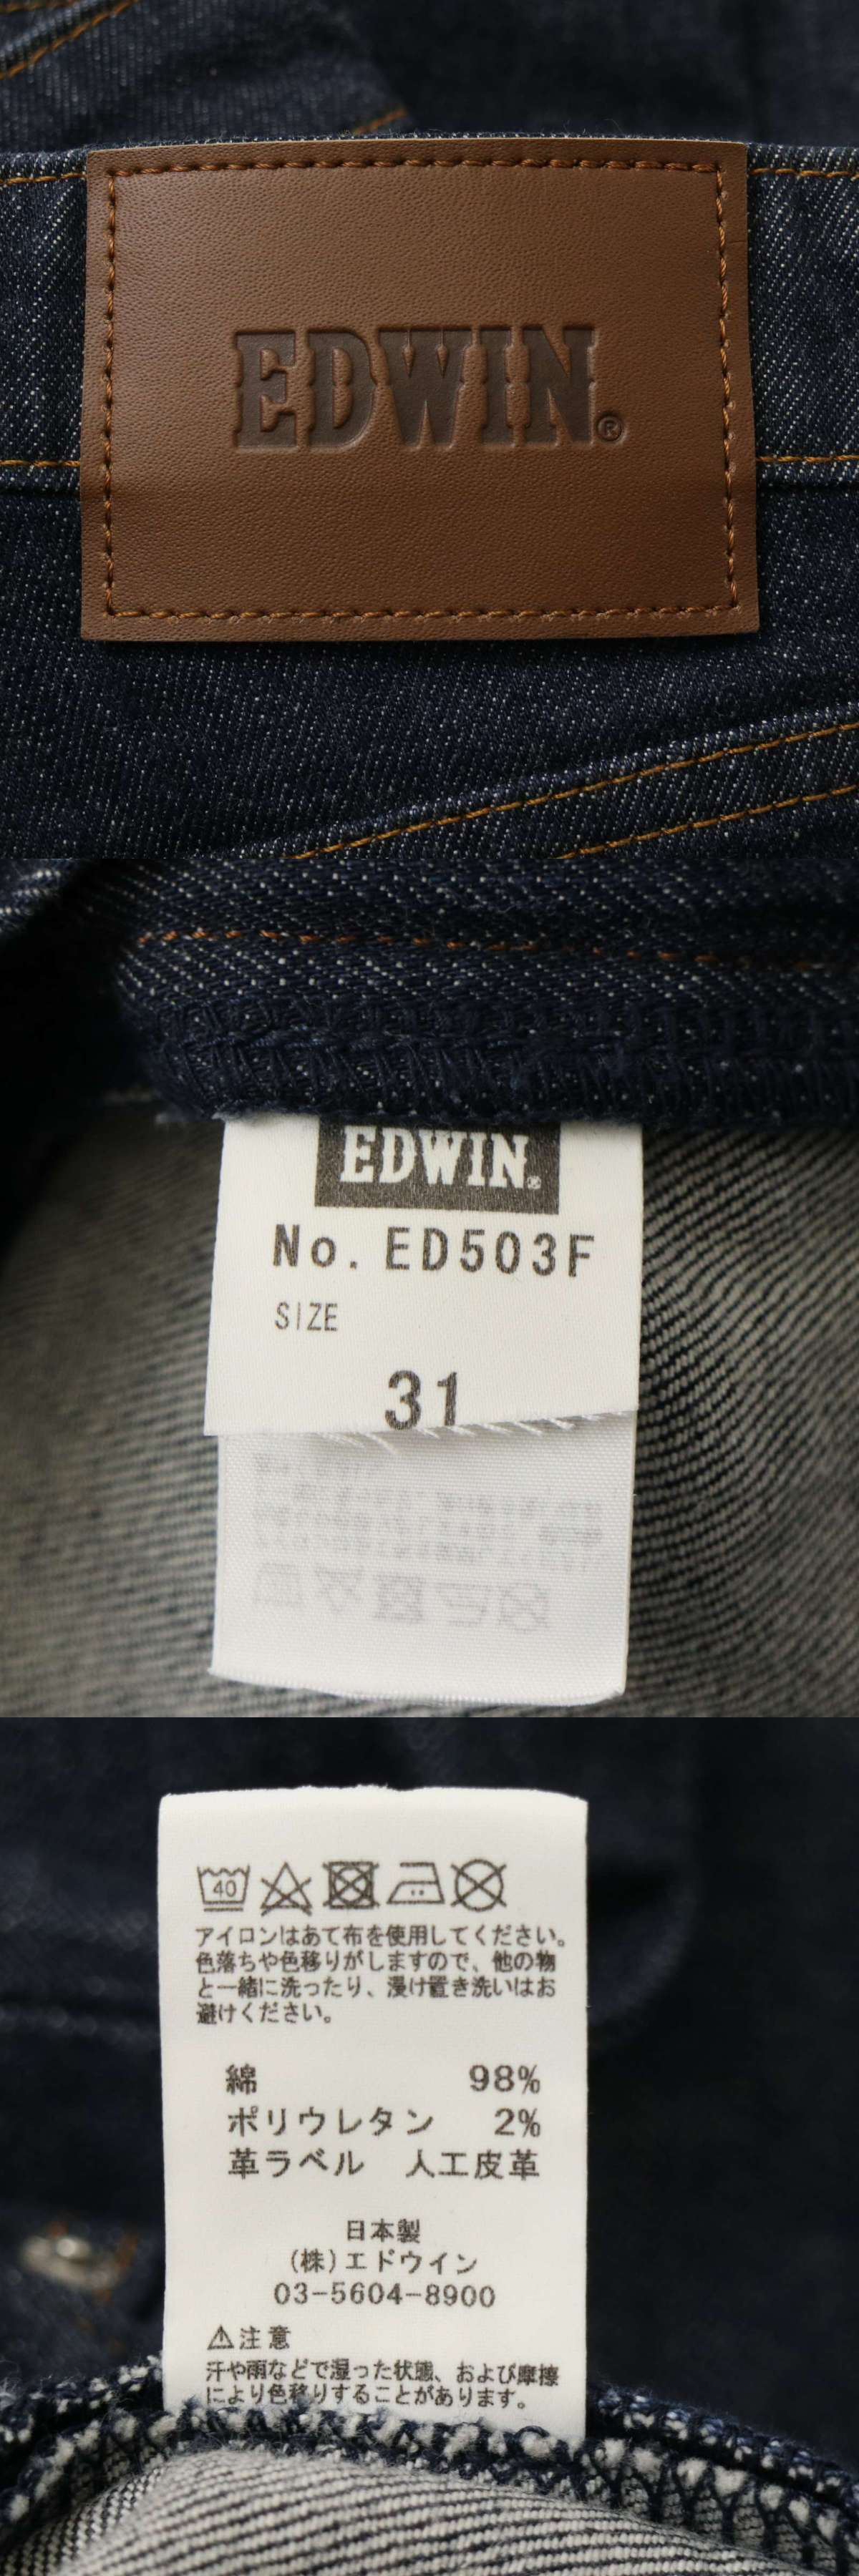 EDWIN.®
EDWIN.®
No. ED503F
SIZE
31
40
アイロンはあて布を使用してください。
色落ちや色移りがしますので、他の物
と一緒に洗ったり、浸け置き洗いはお
避けください。
綿 98%
ポリウレタン 2%
革ラベル 人工皮革
日本製
(株)エドウイン
03-5604-8900
⚠注意
汗や雨などで湿った状態、および摩擦
により色移りすることがあります。